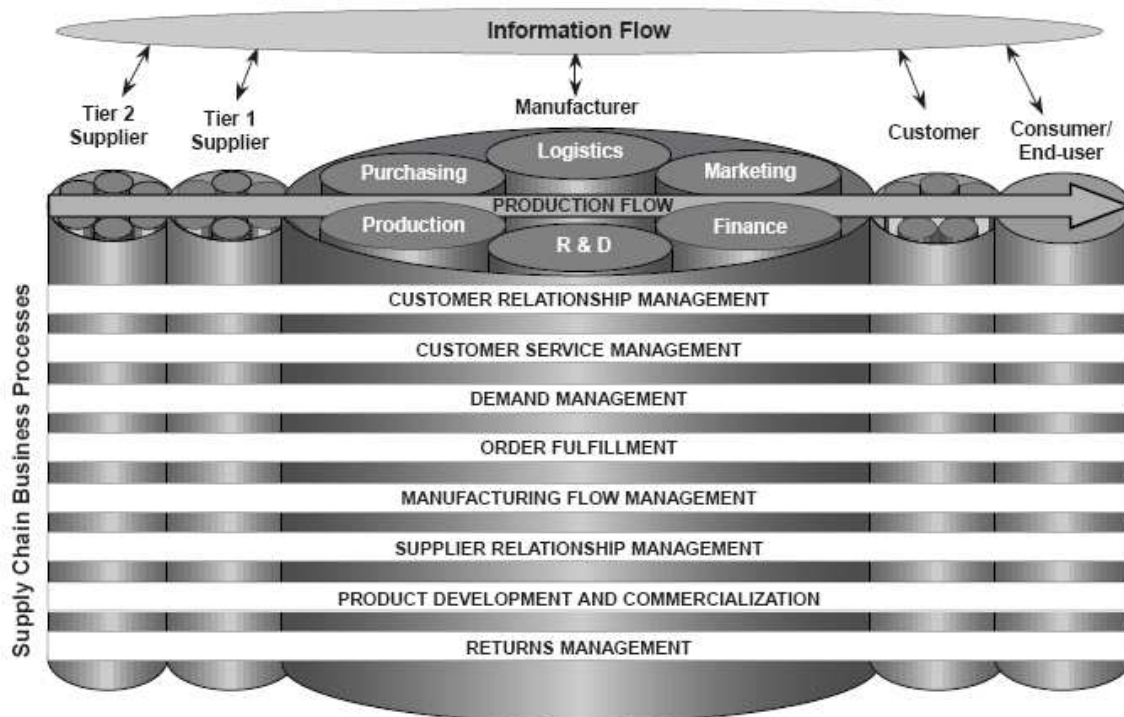 Information Flow
Tier 2
Supplier
Tier 1
Supplier
Manufacturer
Customer
Consumer/
End-user
Logistics
Purchasing
Marketing
PRODUCTION FLOW
Production
Finance
R & D
CUSTOMER RELATIONSHIP MANAGEMENT
CUSTOMER SERVICE MANAGEMENT
DEMAND MANAGEMENT
ORDER FULFILLMENT
MANUFACTURING FLOW MANAGEMENT
SUPPLIER RELATIONSHIP MANAGEMENT
PRODUCT DEVELOPMENT AND COMMERCIALIZATION
RETURNS MANAGEMENT
Supply Chain Business Processes